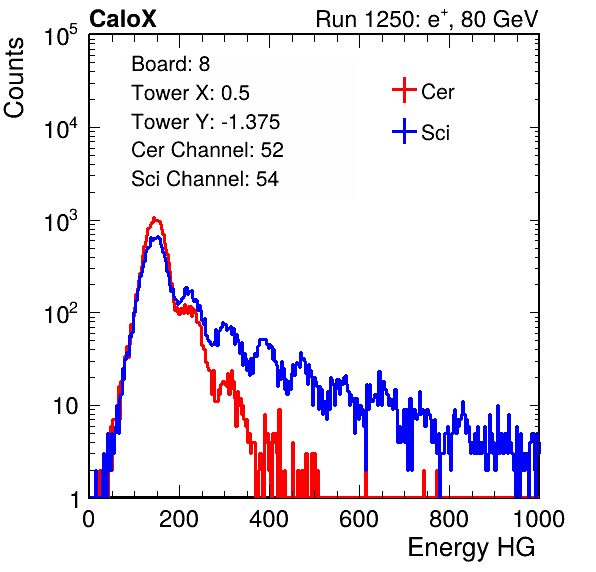 CaloX Run 1250: e⁺, 80 GeV
Board: 8
Tower X: 0.5
Tower Y: -1.375
Cer Channel: 52
Sci Channel: 54
Cer
Sci
Counts
10⁵
10⁴
10³
10²
10
1
0 200 400 600 800 1000
Energy HG